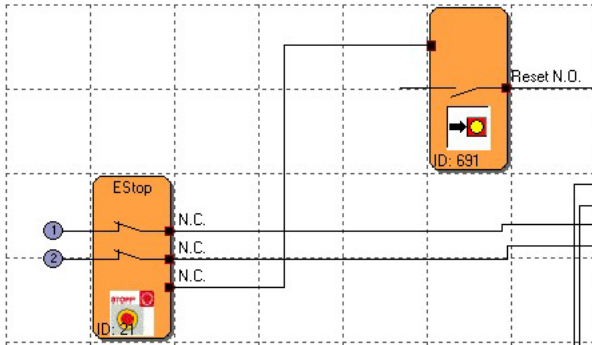 Reset N.O.
ID: 691
EStop
1
N.C.
2
N.C.
N.C.
STOPP
ID: 21